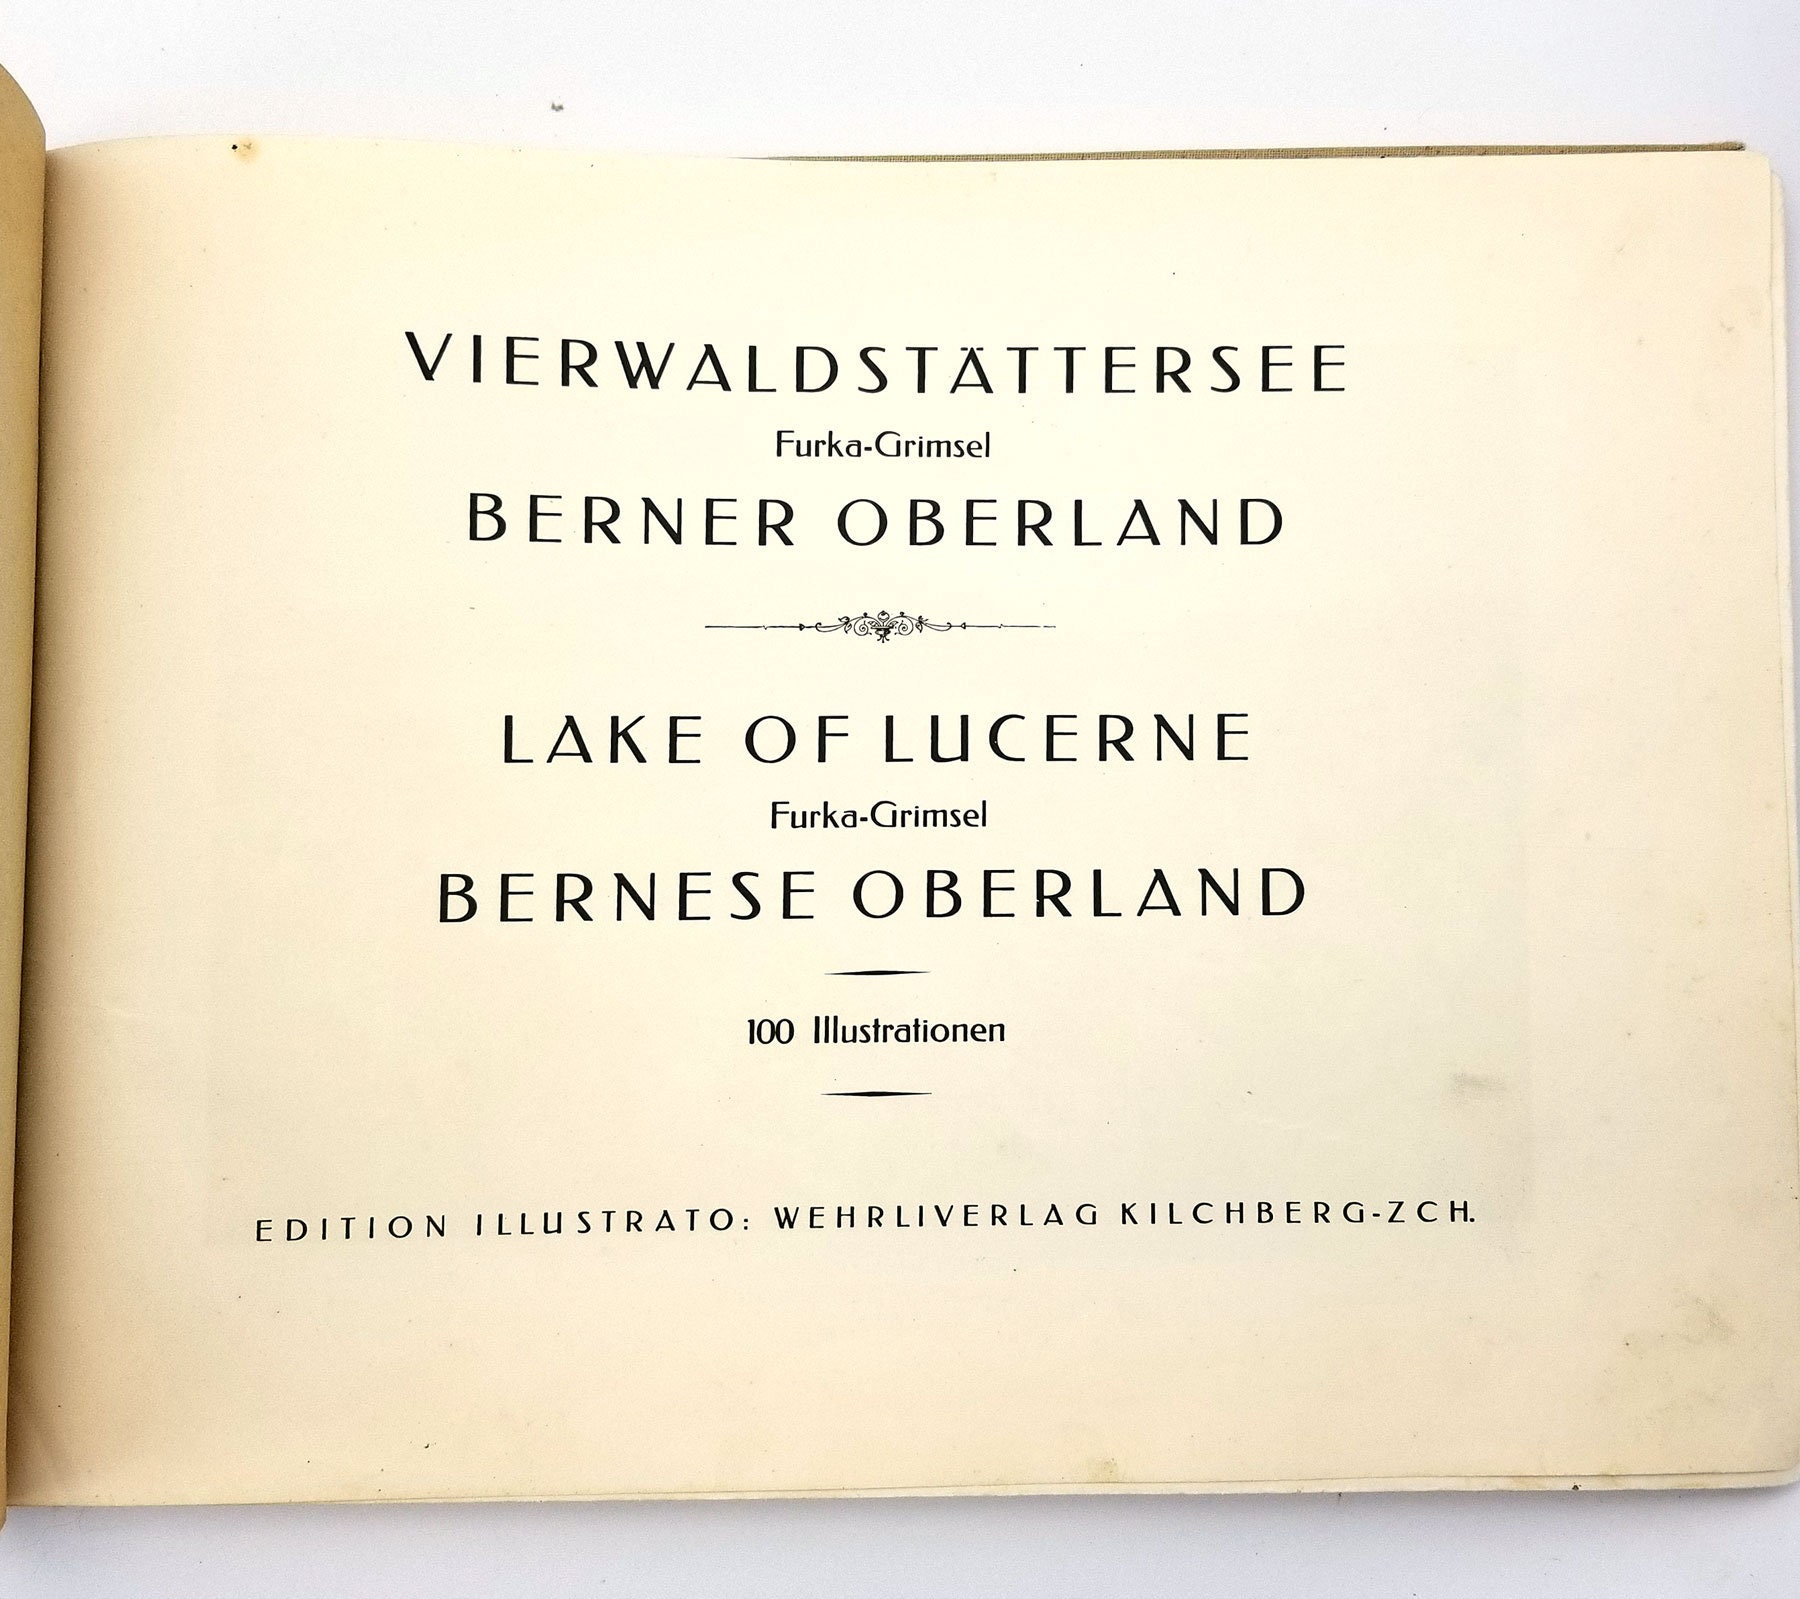 VIERWALDSTÄTTERSEE
Furka-Grimsel
BERNER OBERLAND
LAKE OF LUCERNE
Furka-Grimsel
BERNESE OBERLAND
100 Illustrationen
EDITION ILLUSTRATO: WEHRLIVERLAG KILCHBERG-ZCH.